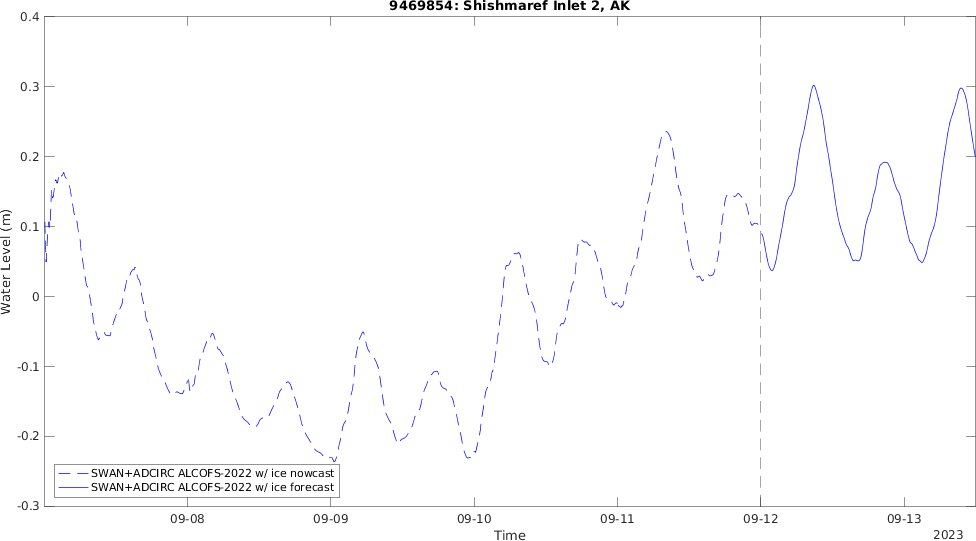 9469854: Shishmaref Inlet 2, AK
0.4
0.3
0.2
0.1
0
-0.1
-0.2
-0.3
Water Level (m)
SWAN+ADCIRC ALCOFS-2022 w/ ice nowcast
SWAN+ADCIRC ALCOFS-2022 w/ ice forecast
09-08 09-09 09-10 09-11 09-12 09-13
Time
2023